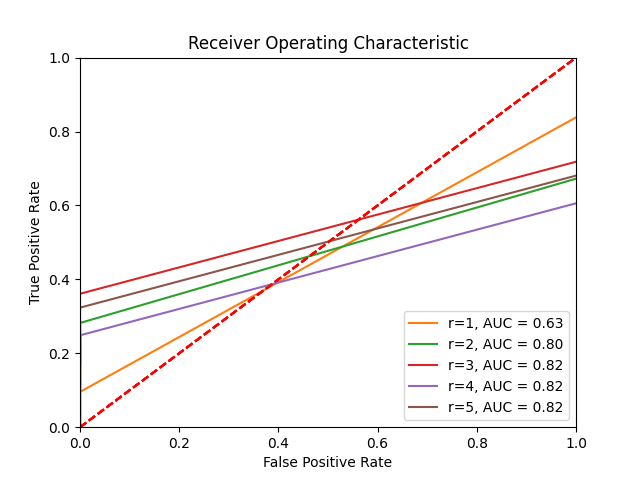 Receiver Operating Characteristic
True Positive Rate
1.0
0.8
0.6
0.4
0.2
0.0
r=1, AUC = 0.63
r=2, AUC = 0.80
r=3, AUC = 0.82
r=4, AUC = 0.82
r=5, AUC = 0.82
0.0 0.2 0.4 0.6 0.8 1.0
False Positive Rate